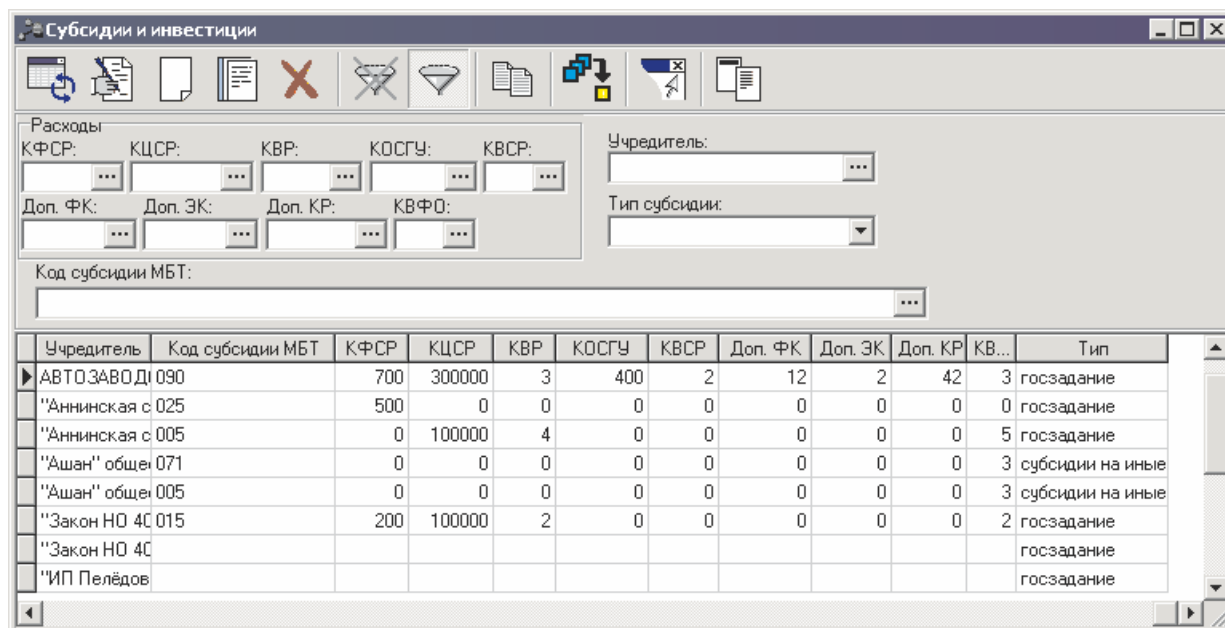 Субсидии и инвестиции
Расходы
КФСР: КЦСР: КВР: КОСГУ: КВСР:
Учредитель:
Доп. ФК: Доп. ЭК: Доп. КР: КВФО:
Тип субсидии:
Код субсидии МБТ:
Учредитель Код субсидии МБТ КФСР КЦСР КВР КОСГУ КВСР Доп. ФК Доп. ЭК Доп. КР КВ... Тип
АВТОЗАВОД 090 700 300000 3 400 2 12 2 42 3 госзадание
"Аннинская с 025 500 0 0 0 0 0 0 0 0 госзадание
"Аннинская с 005 0 100000 4 0 0 0 0 0 5 госзадание
"Ашан" обще 071 0 0 0 0 0 0 0 0 3 субсидии на иные
"Ашан" обще 005 0 0 0 0 0 0 0 0 3 субсидии на иные
"Закон НО 40 015 200 100000 2 0 0 0 0 0 2 госзадание
"Закон НО 40 госзадание
"ИП Пелёдов госзадание